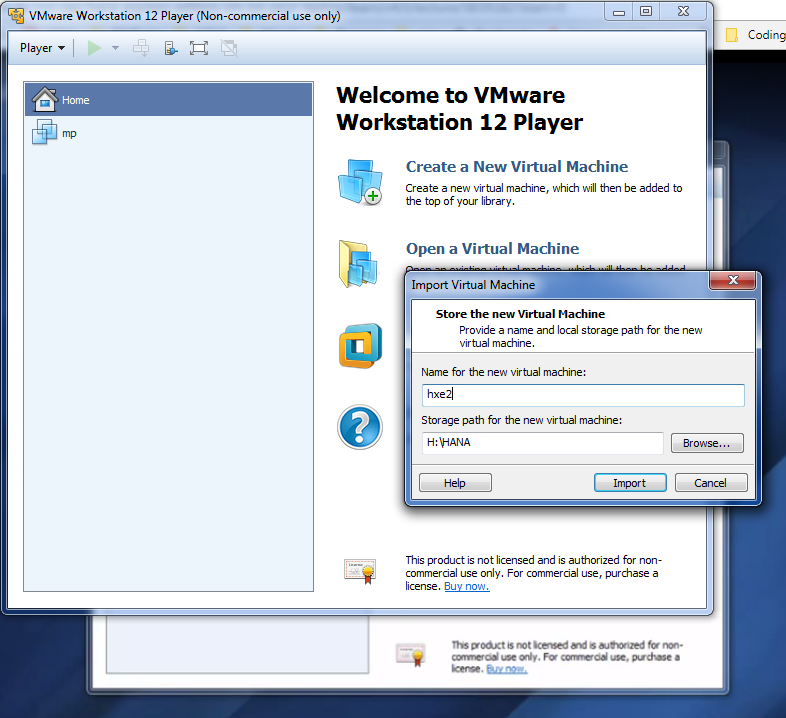 VMware Workstation 12 Player (Non-commercial use only)
Coding
Player
Home
mp
Welcome to VMware
Workstation 12 Player
Create a New Virtual Machine
Create a new virtual machine, which will then be added to
the top of your library.
Open a Virtual Machine
Open an existing virtual machine, which will then be added
Import Virtual Machine
Store the new Virtual Machine
Provide a name and local storage path for the new
virtual machine.
Name for the new virtual machine:
hxe2
Storage path for the new virtual machine:
H:\HANA
Browse...
Help
Import
Cancel
This product is not licensed and is authorized for non-
commercial use only. For commercial use, purchase a
license. Buy now.
This product is not licensed and is authorized for non-
commercial use only. For commercial use, purchase a
license. Buy now.